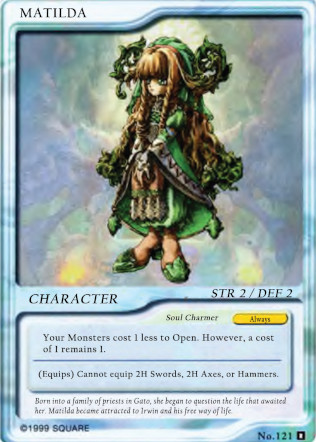 MATILDA
CHARACTER
STR 2 / DEF 2
Soul Charmer
Always
Your Monsters cost 1 less to Open. However, a cost
of 1 remains 1.
(Equips) Cannot equip 2H Swords, 2H Axes, or Hammers.
Born into a family of priests in Gato, she began to question the life that awaited
her. Matilda became attracted to Irwin and his free way of life.
©1999 SQUARE
No.121